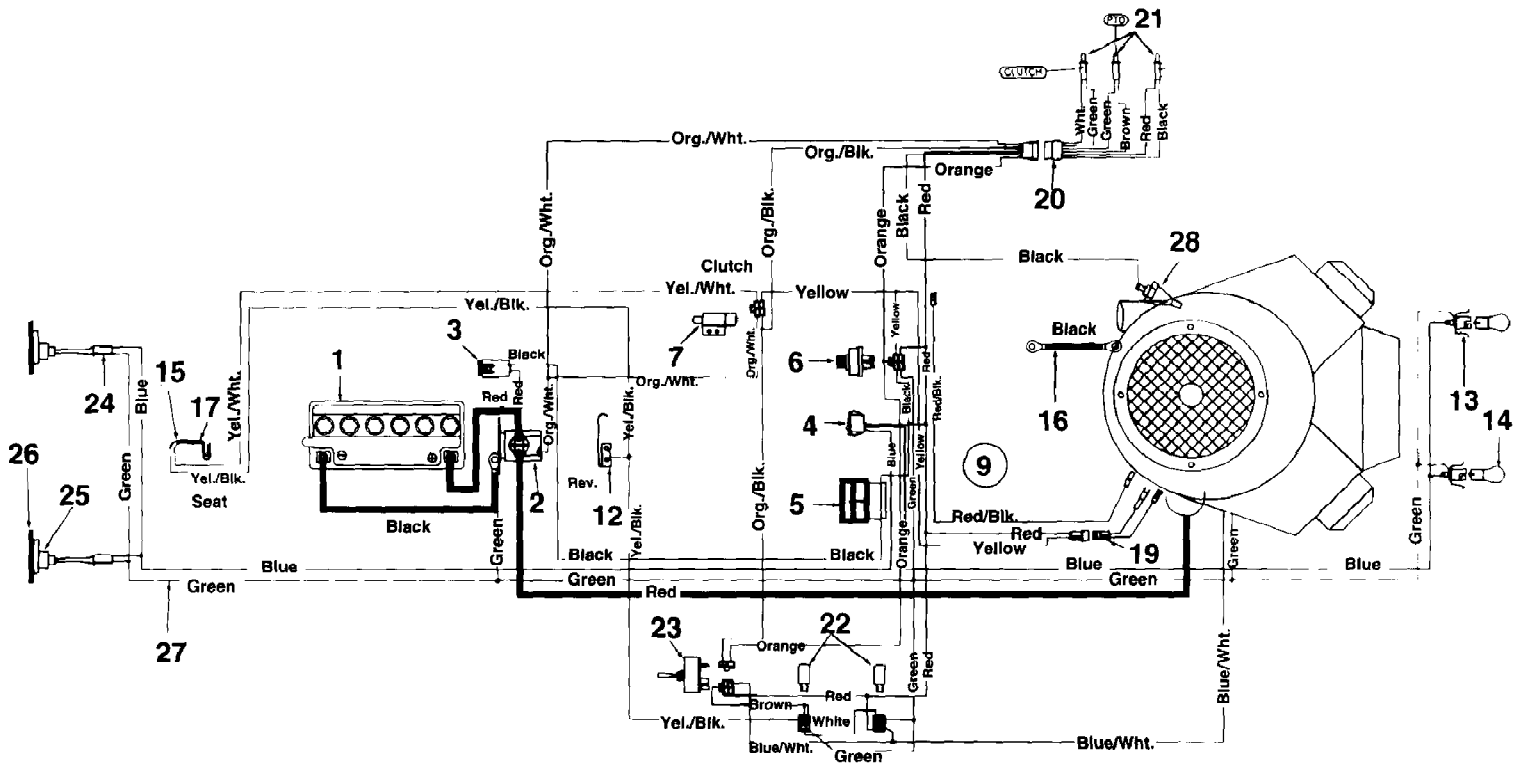 PTO
21
CLUTCH
Wht.
Green
Green
Brown
Red
Black
Org./Wht.
Org./Blk.
Orange
20
Org./Wht.
Org./Blk.
Orange
Black
Red
Black
28
Clutch
Yel./Wht.
Yellow
Yel./Blk.
3
Black
Red
7
Org./Wht.
Yellow
6
Red
Black
16
13
1
15
17
Blue
24
Yel./Wht.
Red
Org./Wht.
Org./Wht.
Yel./Blk.
Black
Red/Blk.
4
14
26
25
Green
Yel./Blk.
Seat
2
Rev.
12
Blue
Yellow
9
5
Green
Org./Blk.
Black
Green
Yel./Blk.
Orange
Red/Blk.
Red
Yellow
19
Green
Green
Black
Black
Blue
Green
Green
Blue
Green
Blue
Red
27
23
22
Orange
Green
Red
Blue/Wht.
Red
Brown
White
Yel./Blk.
Blue/Wht.
Green
Blue/Wht.